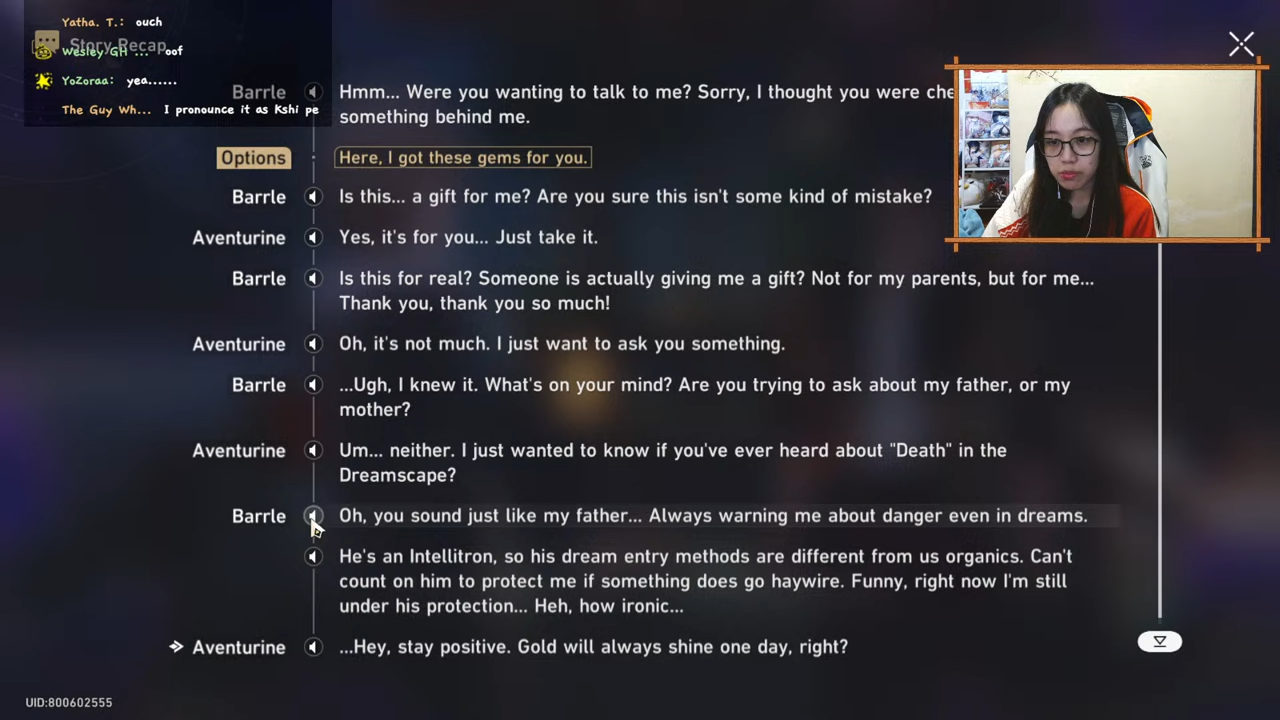 Yatha. T.: ouch
Story Recap
Wesley GH ... oof
YoZoraa: yea......
The Guy Wh... I pronounce it as Kshi pe
Barrle Hmm... Were you wanting to talk to me? Sorry, I thought you were che
something behind me.
Options Here, I got these gems for you.
Barrle Is this... a gift for me? Are you sure this isn't some kind of mistake?
Aventurine Yes, it's for you... Just take it.
Barrle Is this for real? Someone is actually giving me a gift? Not for my parents, but for me...
Thank you, thank you so much!
Aventurine Oh, it's not much. I just want to ask you something.
Barrle ...Ugh, I knew it. What's on your mind? Are you trying to ask about my father, or my
mother?
Aventurine Um... neither. I just wanted to know if you've ever heard about "Death" in the
Dreamscape?
Barrle Oh, you sound just like my father... Always warning me about danger even in dreams.
He's an Intellitron, so his dream entry methods are different from us organics. Can't
count on him to protect me if something does go haywire. Funny, right now I'm still
under his protection... Heh, how ironic...
Aventurine ...Hey, stay positive. Gold will always shine one day, right?
UID:800602555